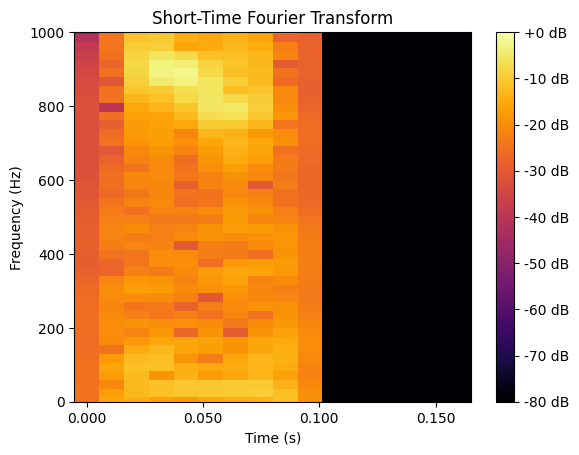 Short-Time Fourier Transform
1000
800
600
400
200
0
Frequency (Hz)
0.000
0.050
0.100
0.150
Time (s)
+0 dB
-10 dB
-20 dB
-30 dB
-40 dB
-50 dB
-60 dB
-70 dB
-80 dB